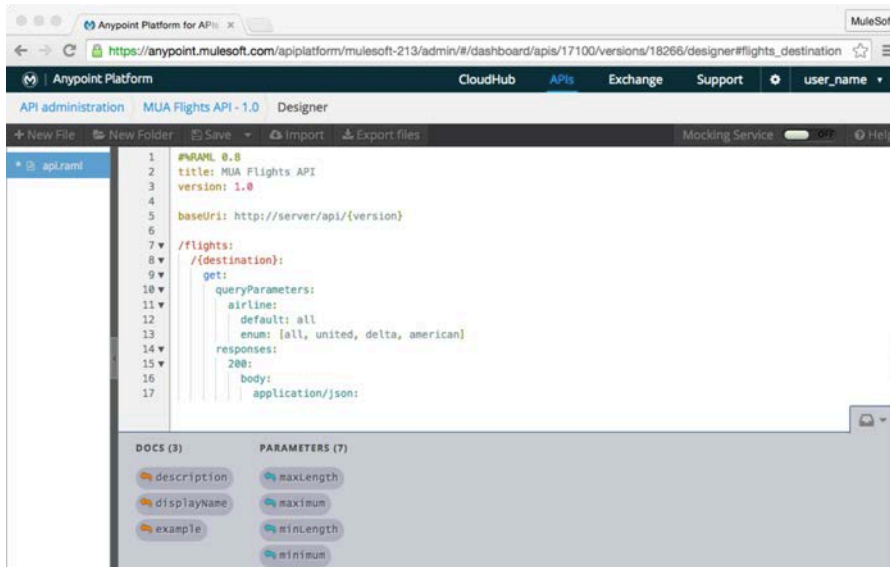 Anypoint Platform for APIs
MuleSoft
https://anypoint.mulesoft.com/apiplatform/mulesoft-213/admin/#/dashboard/apis/17100/versions/18266/designer#flights_destination
Anypoint Platform CloudHub APIs Exchange Support user_name
API administration MUA Flights API - 1.0 Designer
+ New File New Folder Save Import Export files Mocking Service OFF Help
* api.raml
1 #%RAML 0.8
2 title: MUA Flights API
3 version: 1.0
4
5 baseUri: http://server/api/{version}
6
7 /flights:
8 /{destination}:
9 get:
10 queryParameters:
11 airline:
12 default: all
13 enum: [all, united, delta, american]
14 responses:
15 200:
16 body:
17 application/json:
DOCS (3) PARAMETERS (7)
description maxLength
displayName maximum
example minLength
minimum